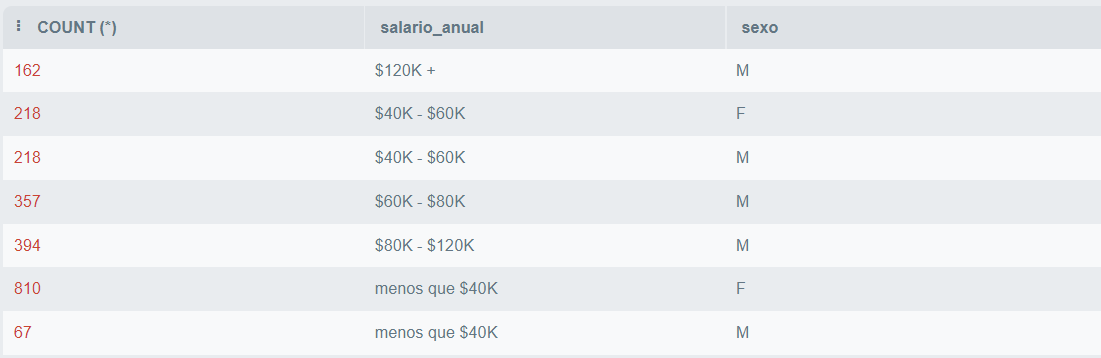 ⠇ COUNT (*) salario_anual sexo
162 $120K + M
218 $40K - $60K F
218 $40K - $60K M
357 $60K - $80K M
394 $80K - $120K M
810 menos que $40K F
67 menos que $40K M